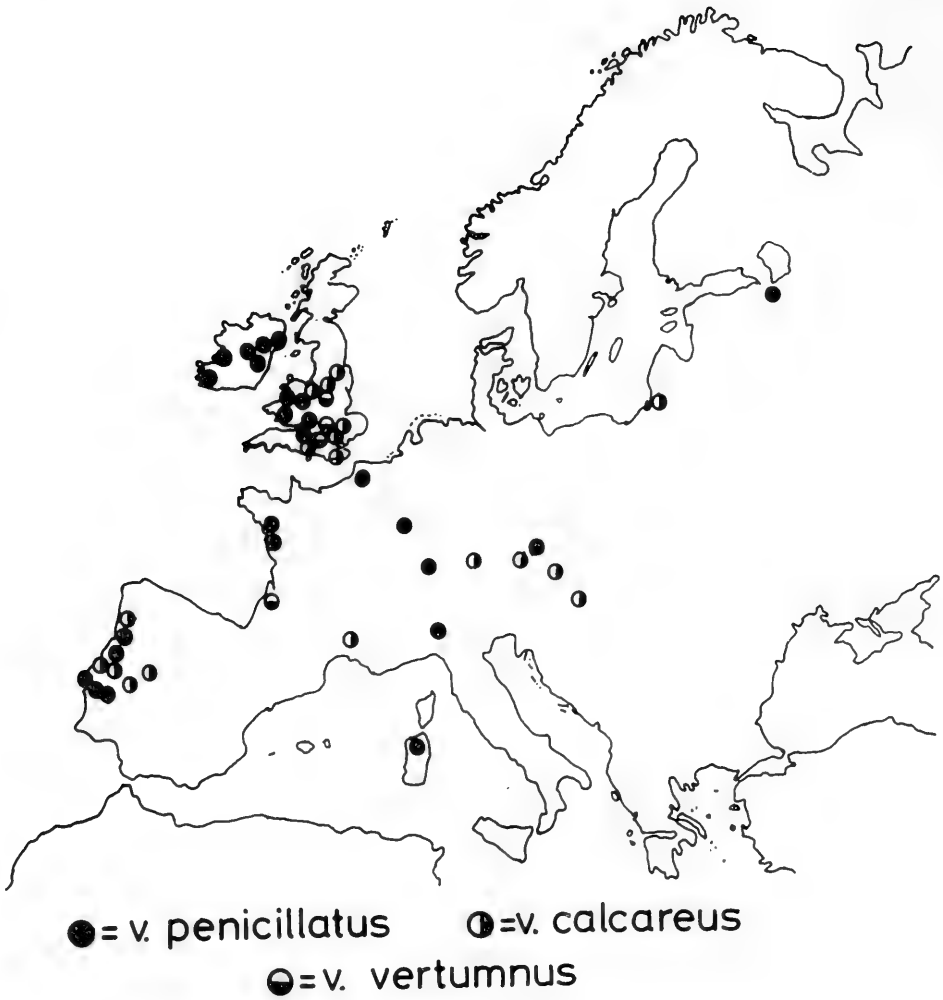 = v. penicillatus =v. calcareus
= v. vertumnus